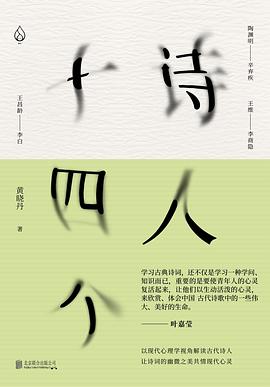 诗人
十四个
陶渊明——辛弃疾
王维——李商隐
王昌龄——李白
黄晓丹 著
学习古典诗词，还不仅是学习一种学问、
知识而已，重要的是要使青年人的心灵
复活起来，让他们以生动活泼的心灵，
来欣赏、体会中国 古代诗歌中的一些伟
大、美好的生命。
——叶嘉莹
以现代心理学视角解读古代诗人
让诗词的幽微之美共情现代心灵
北京联合出版公司